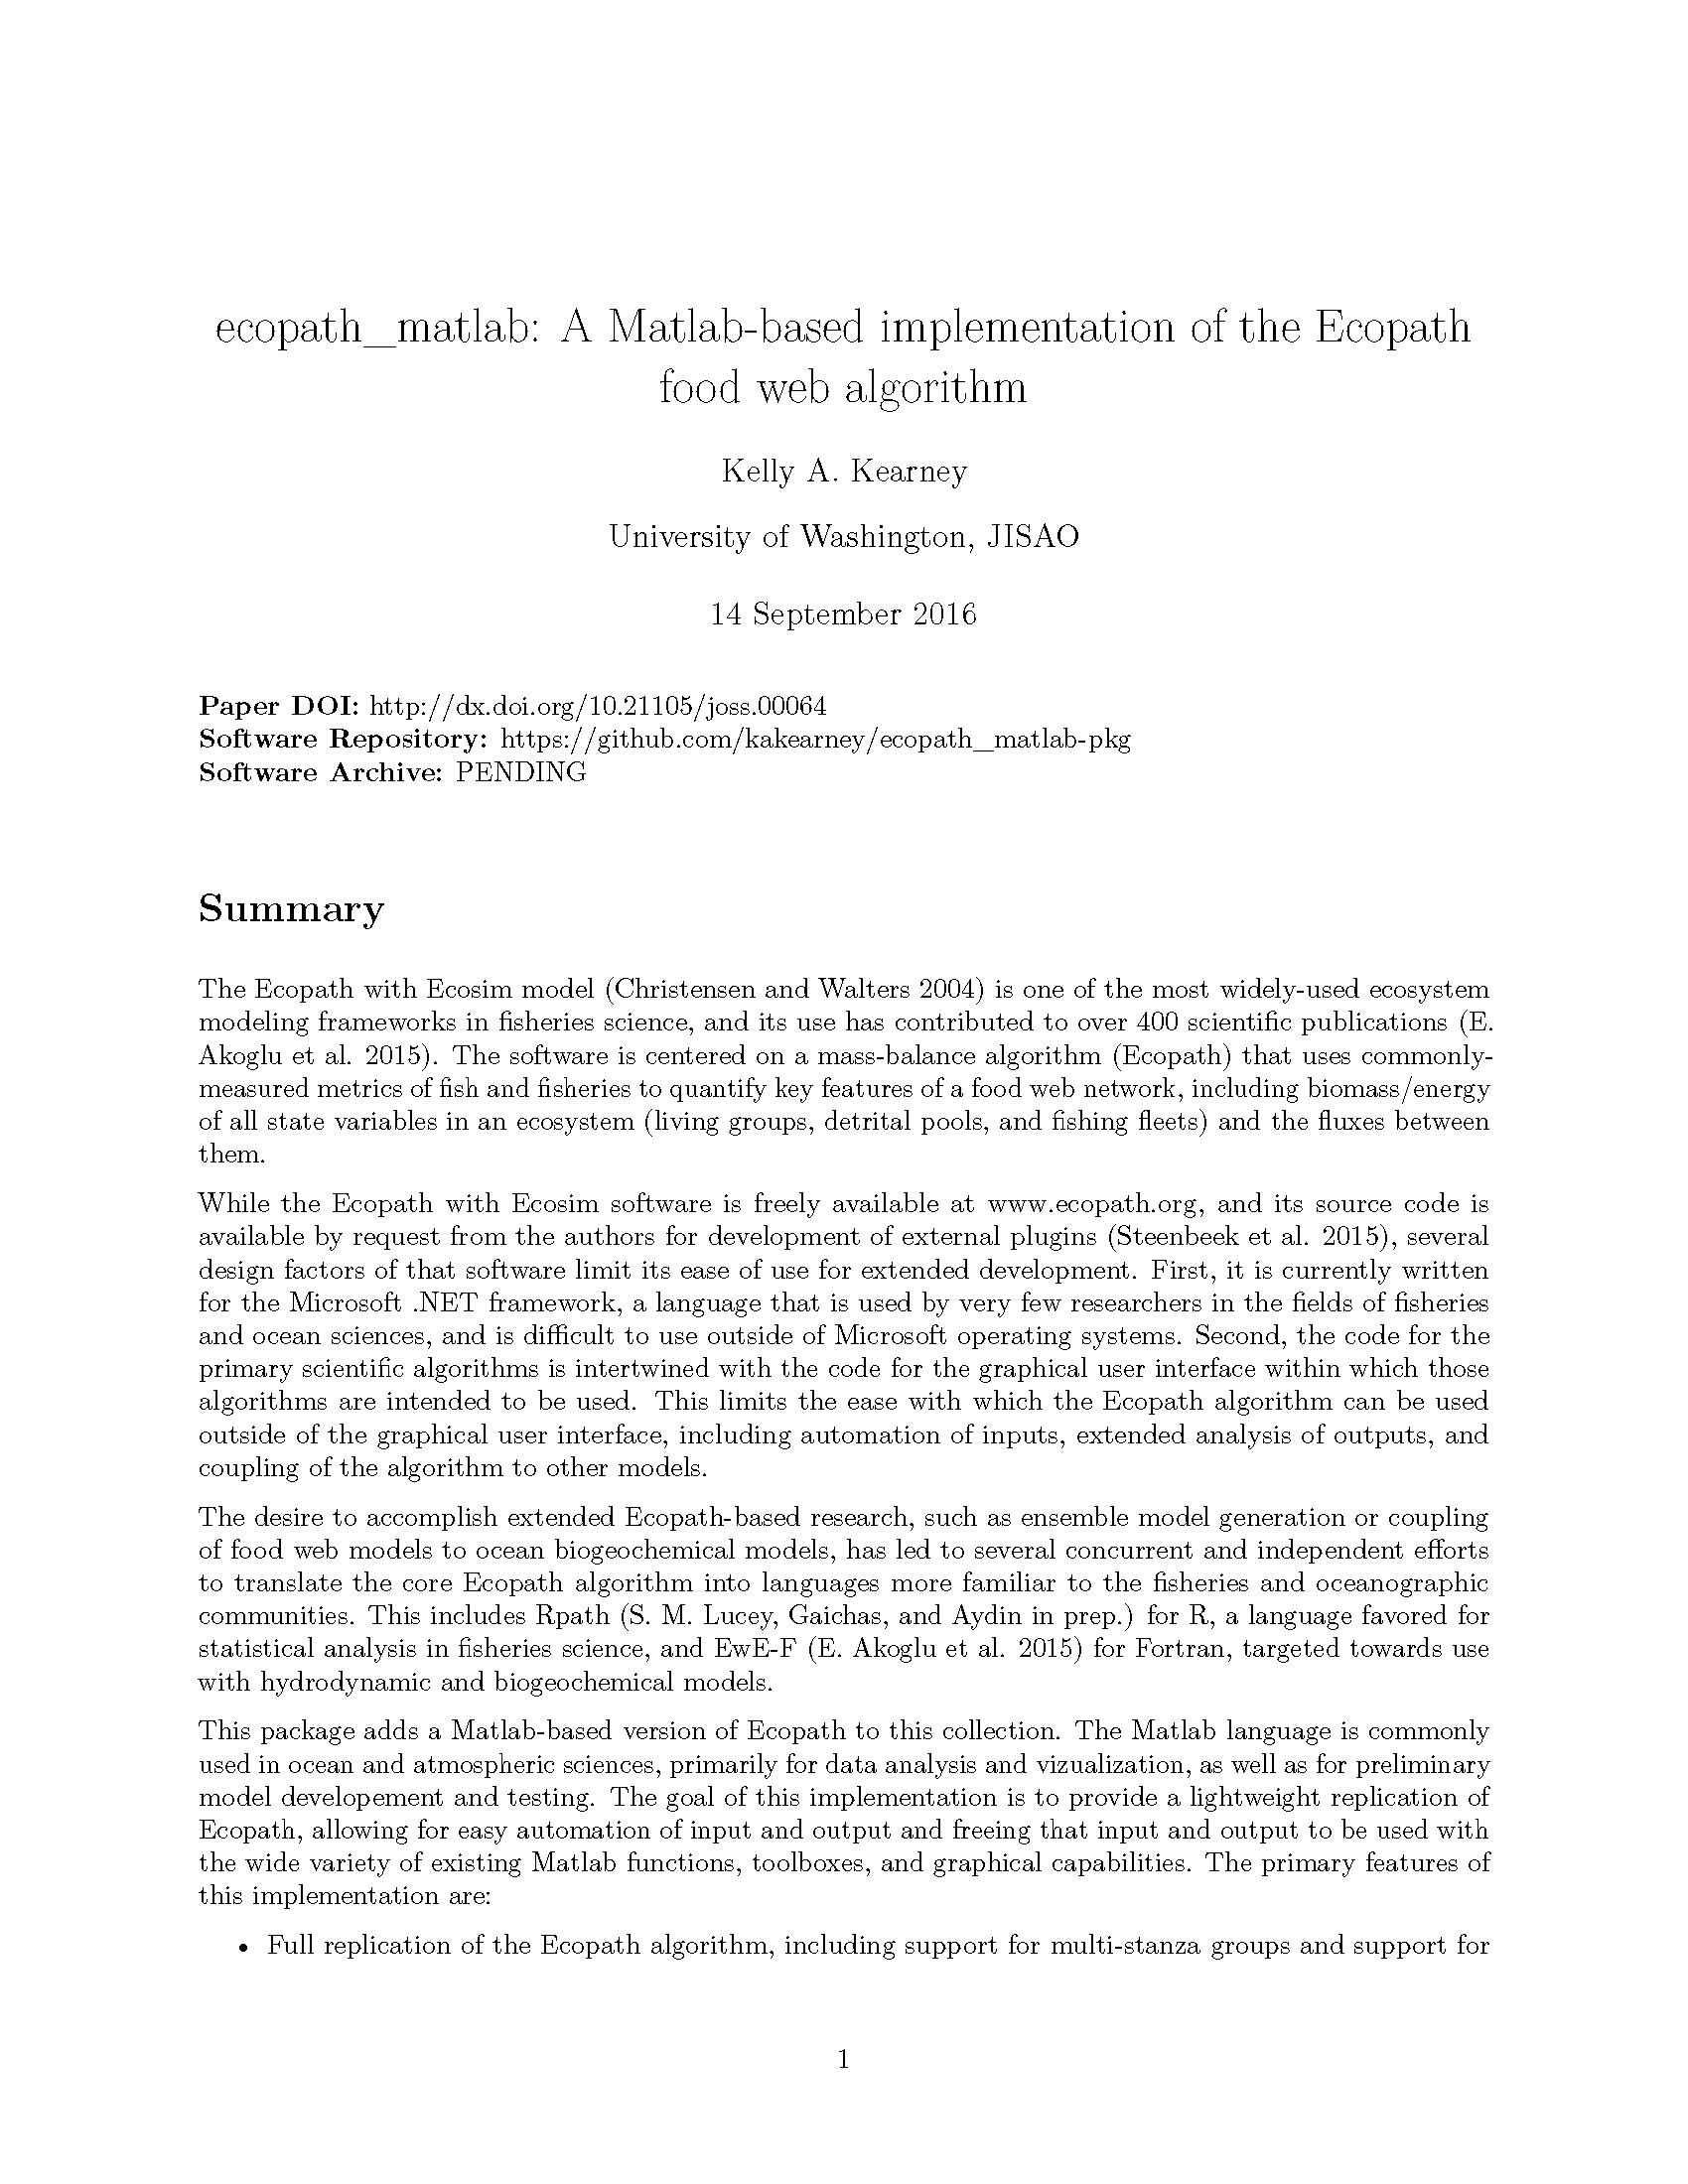 ecopath_matlab: A Matlab-based implementation of the Ecopath
food web algorithm
Kelly A. Kearney
University of Washington, JISAO
14 September 2016
Paper DOI: http://dx.doi.org/10.21105/joss.00064
Software Repository: https://github.com/kakearney/ecopath_matlab-pkg
Software Archive: PENDING
Summary
The Ecopath with Ecosim model (Christensen and Walters 2004) is one of the most widely-used ecosystem
modeling frameworks in fisheries science, and its use has contributed to over 400 scientific publications (E.
Akoglu et al. 2015). The software is centered on a mass-balance algorithm (Ecopath) that uses commonly-
measured metrics of fish and fisheries to quantify key features of a food web network, including biomass/energy
of all state variables in an ecosystem (living groups, detrital pools, and fishing fleets) and the fluxes between
them.
While the Ecopath with Ecosim software is freely available at www.ecopath.org, and its source code is
available by request from the authors for development of external plugins (Steenbeek et al. 2015), several
design factors of that software limit its ease of use for extended development. First, it is currently written
for the Microsoft .NET framework, a language that is used by very few researchers in the fields of fisheries
and ocean sciences, and is difficult to use outside of Microsoft operating systems. Second, the code for the
primary scientific algorithms is intertwined with the code for the graphical user interface within which those
algorithms are intended to be used. This limits the ease with which the Ecopath algorithm can be used
outside of the graphical user interface, including automation of inputs, extended analysis of outputs, and
coupling of the algorithm to other models.
The desire to accomplish extended Ecopath-based research, such as ensemble model generation or coupling
of food web models to ocean biogeochemical models, has led to several concurrent and independent efforts
to translate the core Ecopath algorithm into languages more familiar to the fisheries and oceanographic
communities. This includes Rpath (S. M. Lucey, Gaichas, and Aydin in prep.) for R, a language favored for
statistical analysis in fisheries science, and EwE-F (E. Akoglu et al. 2015) for Fortran, targeted towards use
with hydrodynamic and biogeochemical models.
This package adds a Matlab-based version of Ecopath to this collection. The Matlab language is commonly
used in ocean and atmospheric sciences, primarily for data analysis and vizualization, as well as for preliminary
model developement and testing. The goal of this implementation is to provide a lightweight replication of
Ecopath, allowing for easy automation of input and output and freeing that input and output to be used with
the wide variety of existing Matlab functions, toolboxes, and graphical capabilities. The primary features of
this implementation are:
• Full replication of the Ecopath algorithm, including support for multi-stanza groups and support for
1